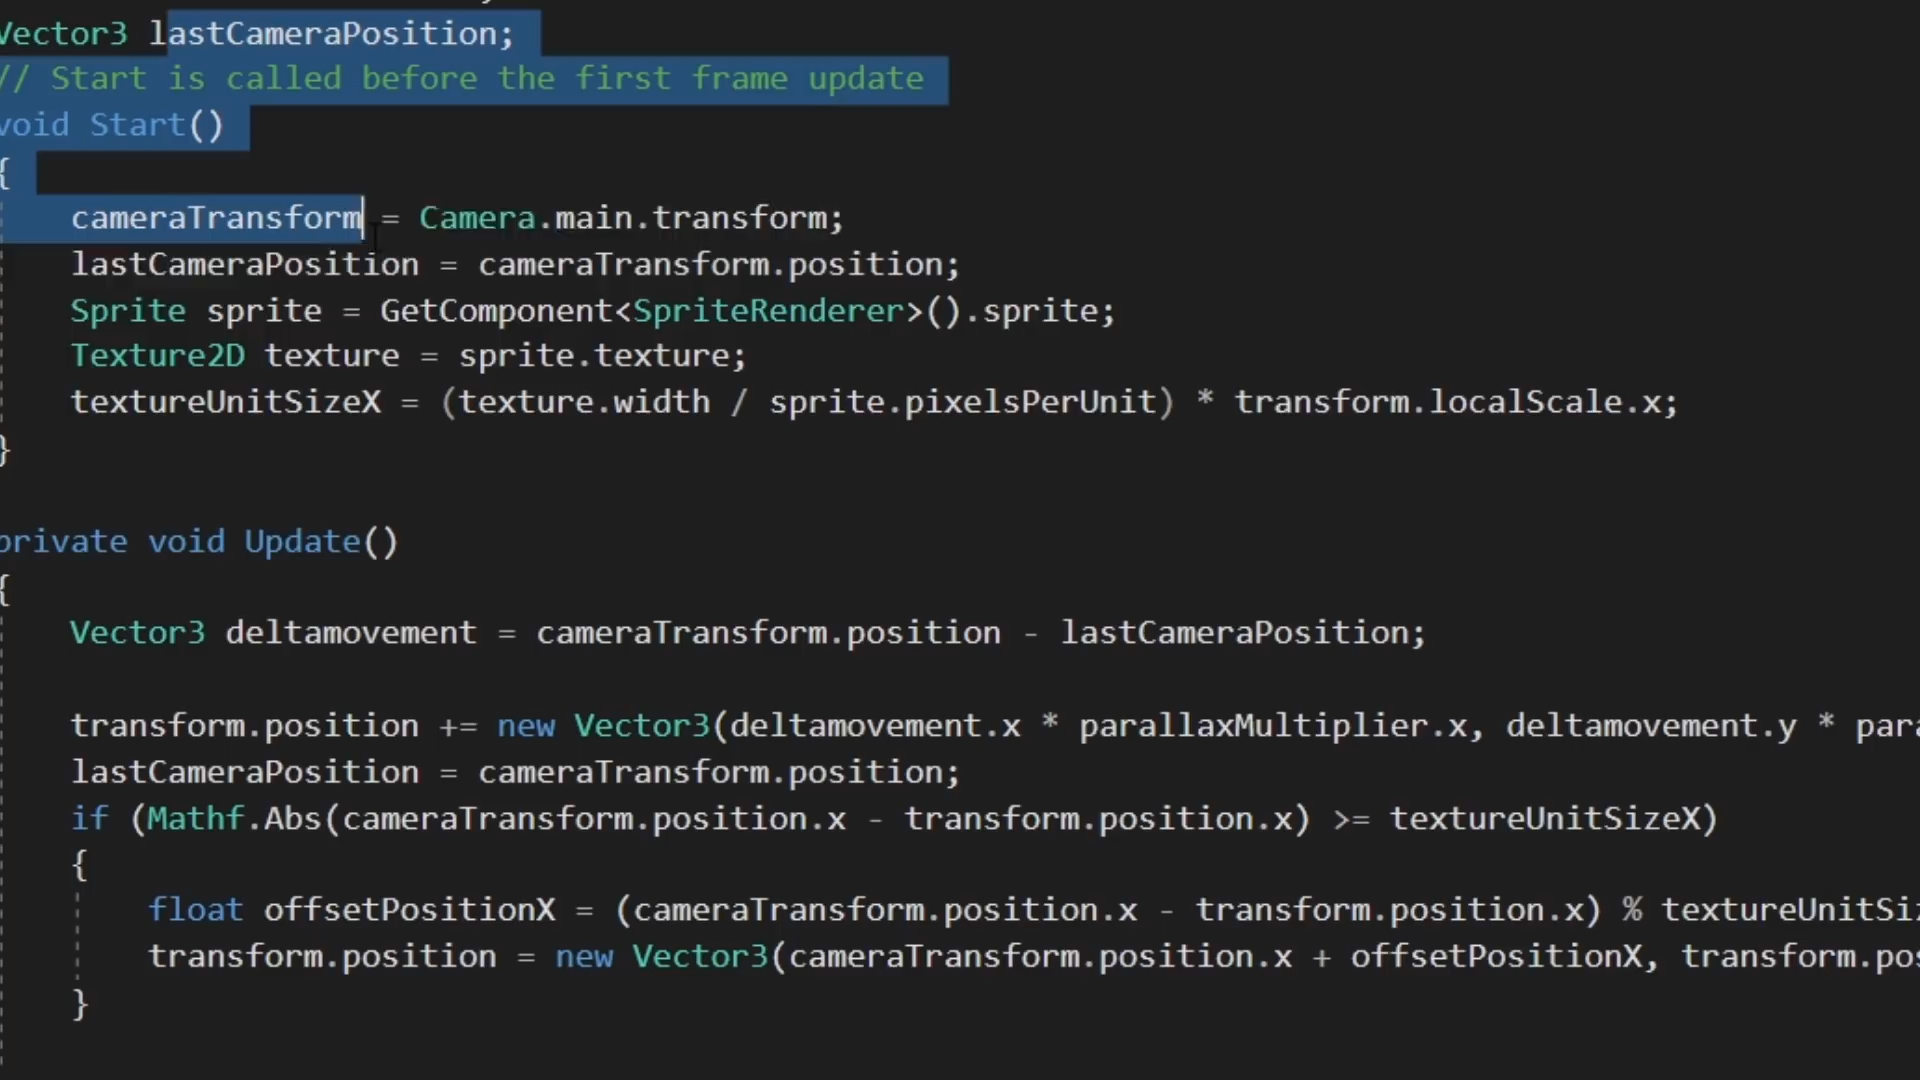 Vector3 lastCameraPosition;
// Start is called before the first frame update
void Start()
{
cameraTransform = Camera.main.transform;
lastCameraPosition = cameraTransform.position;
Sprite sprite = GetComponent<SpriteRenderer>().sprite;
Texture2D texture = sprite.texture;
textureUnitSizeX = (texture.width / sprite.pixelsPerUnit) * transform.localScale.x;
}
private void Update()
{
Vector3 deltamovement = cameraTransform.position - lastCameraPosition;
transform.position += new Vector3(deltamovement.x * parallaxMultiplier.x, deltamovement.y * para
lastCameraPosition = cameraTransform.position;
if (Mathf.Abs(cameraTransform.position.x - transform.position.x) >= textureUnitSizeX)
{
float offsetPositionX = (cameraTransform.position.x - transform.position.x) % textureUnitSiz
transform.position = new Vector3(cameraTransform.position.x + offsetPositionX, transform.pos
}